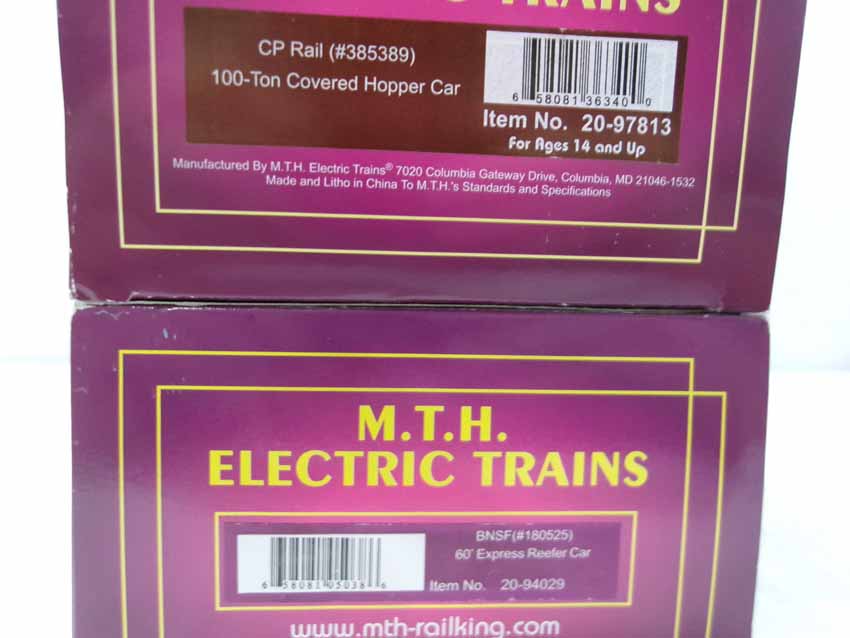 TRAINS
CP Rail (#385389)
100-Ton Covered Hopper Car
6 58081 36340 0
Item No. 20-97813
For Ages 14 and Up
Manufactured By M.T.H. Electric Trains® 7020 Columbia Gateway Drive, Columbia, MD 21046-1532
Made and Litho in China To M.T.H.'s Standards and Specifications
M.T.H.
ELECTRIC TRAINS
BNSF(#180525)
60' Express Reefer Car
6 58081 05038 6
Item No. 20-94029
www.mth-railking.com